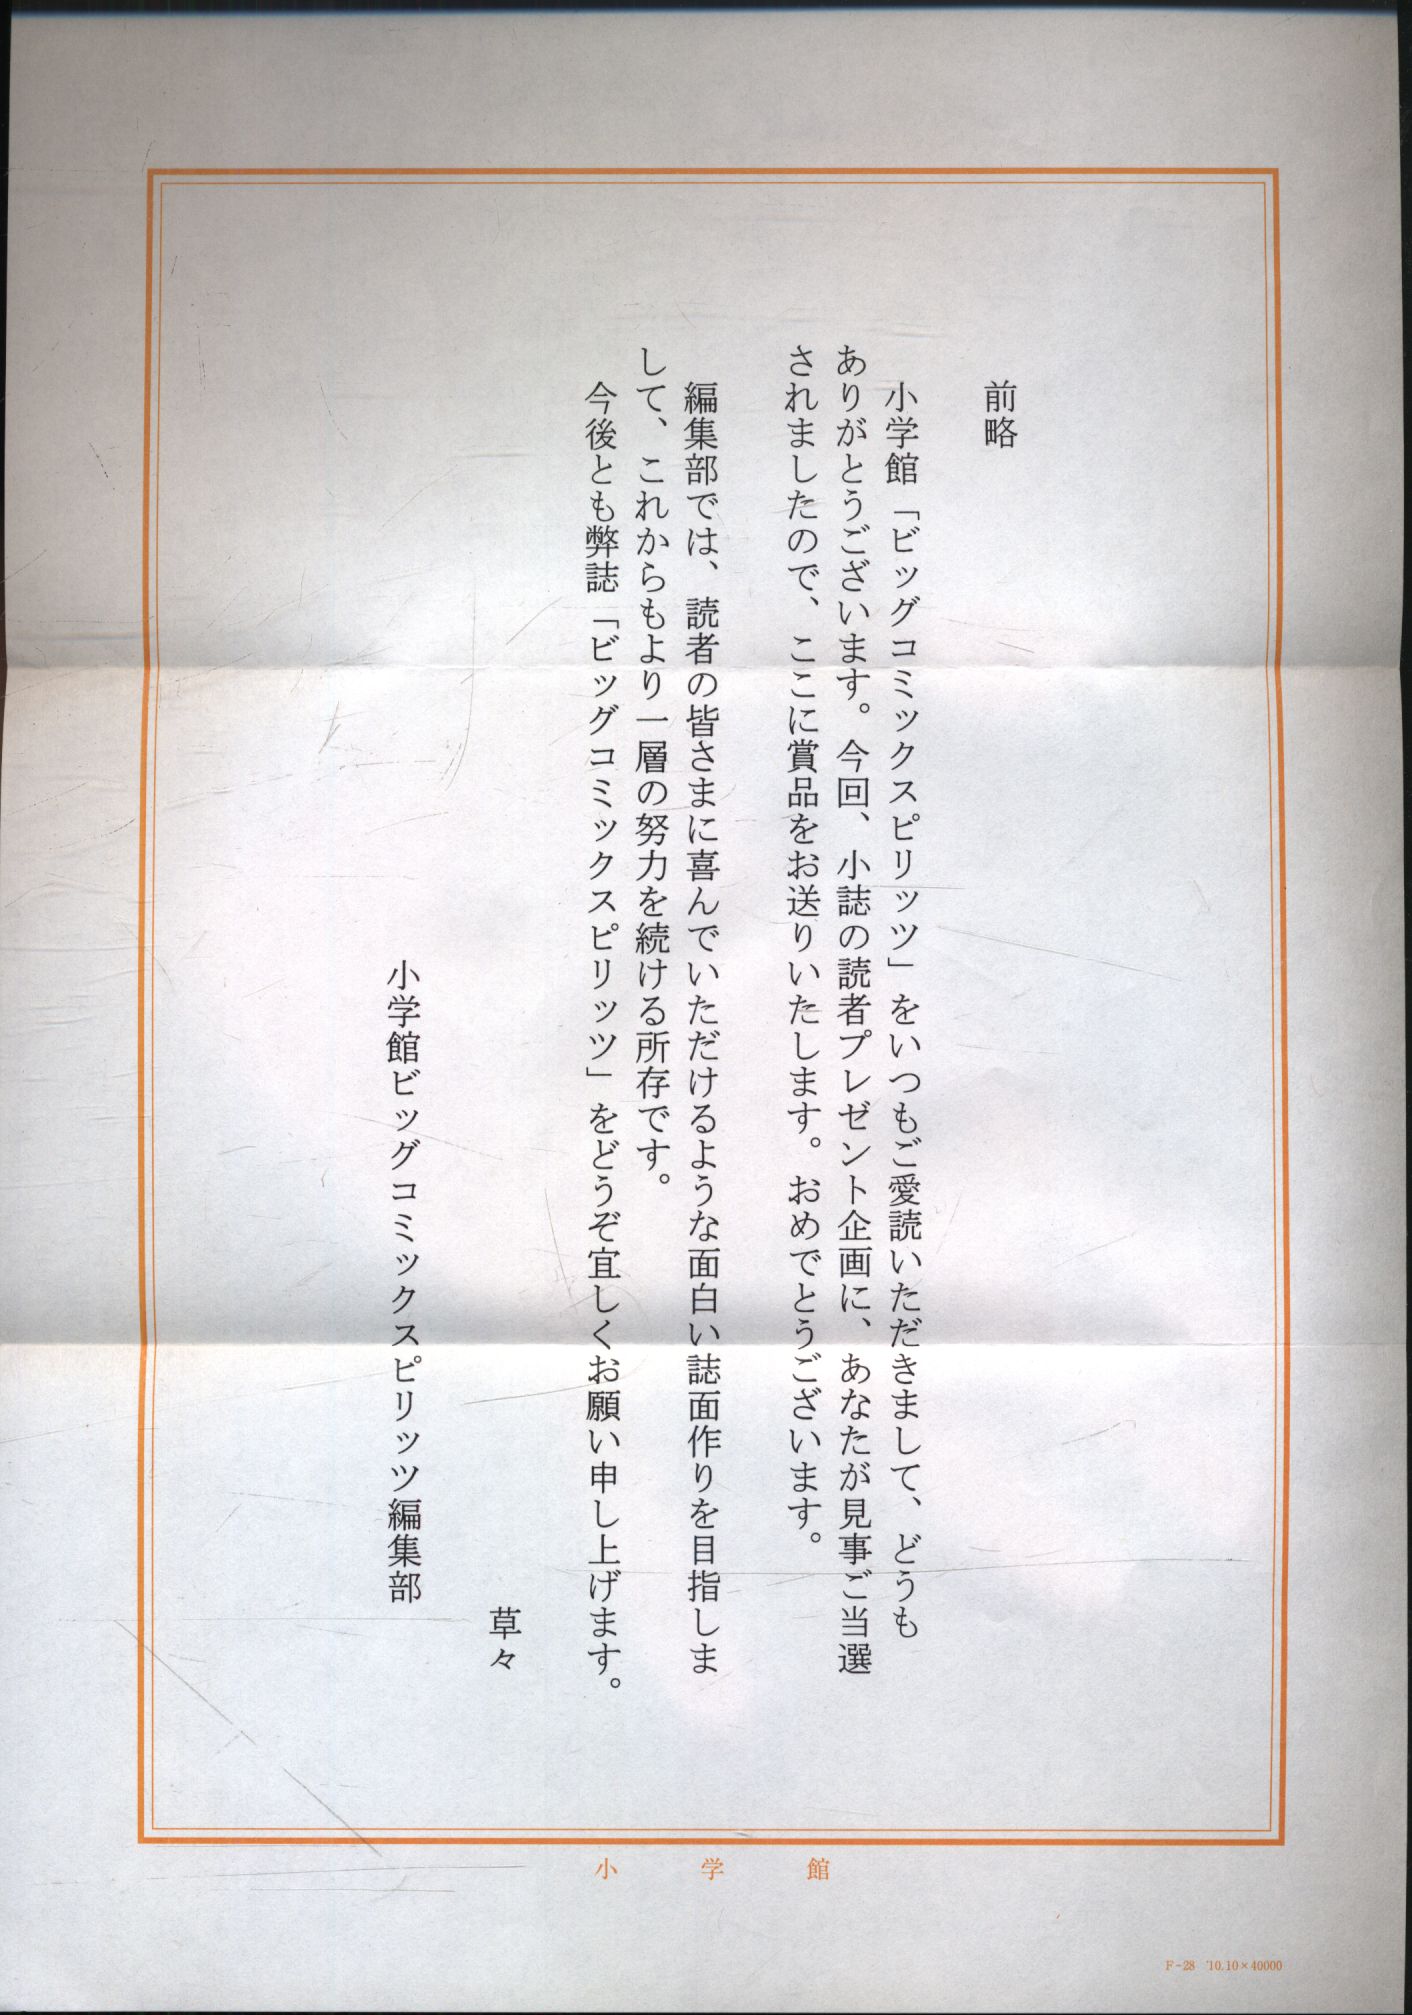 前略
小学館「ビッグコミックスピリッツ」をいつもご愛読いただきまして、どうも
ありがとうございます。今回、小誌の読者プレゼント企画に、あなたが見事ご当選
されましたので、ここに賞品をお送りいたします。おめでとうございます。
編集部では、読者の皆さまに喜んでいただけるような面白い誌面作りを目指しま
して、これからもより一層の努力を続ける所存です。
今後とも弊誌「ビッグコミックスピリッツ」をどうぞ宜しくお願い申し上げます。
草々
小学館ビッグコミックスピリッツ編集部
小学館
F-28 '10.10×40000